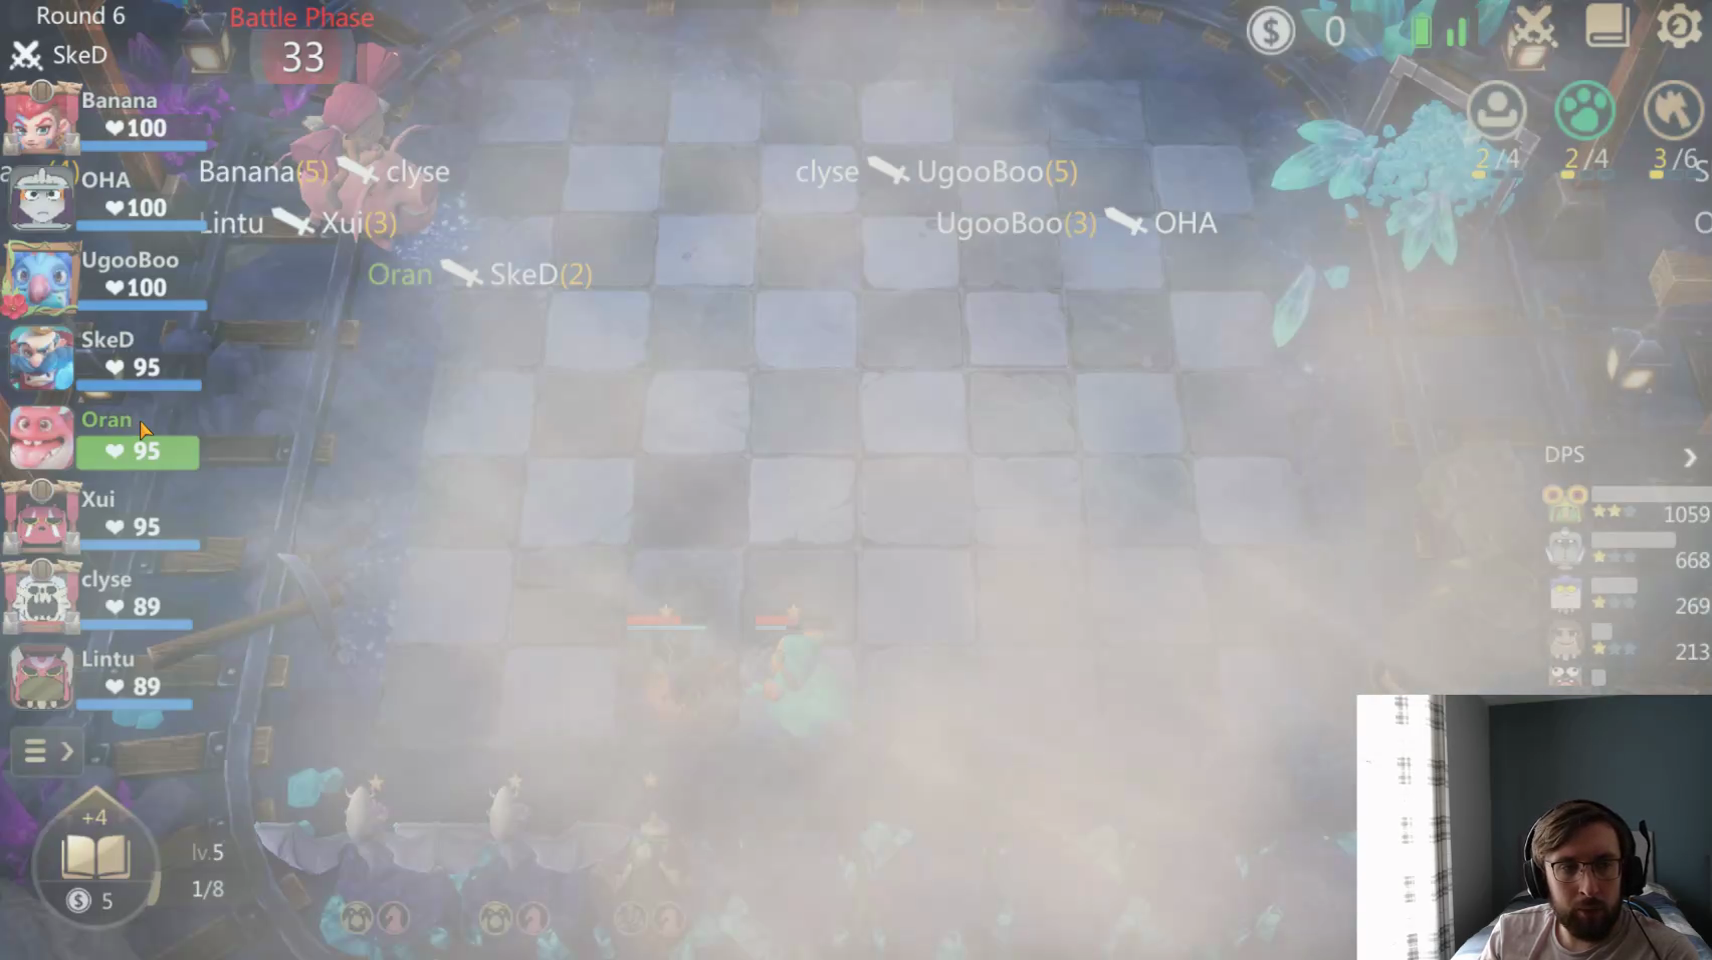 Round 6
Battle Phase
33
0
SkeD
Banana
100
OHA
100
UgooBoo
100
SkeD
95
Oran
95
Xui
95
clyse
89
Lintu
89
2/4
2/4
3/6
(4)
Banana(5) clyse
clyse UgooBoo(5)
Lintu Xui(3)
UgooBoo(3) OHA
Oran SkeD(2)
DPS
1059
668
269
213
+4
5
lv.5
1/8